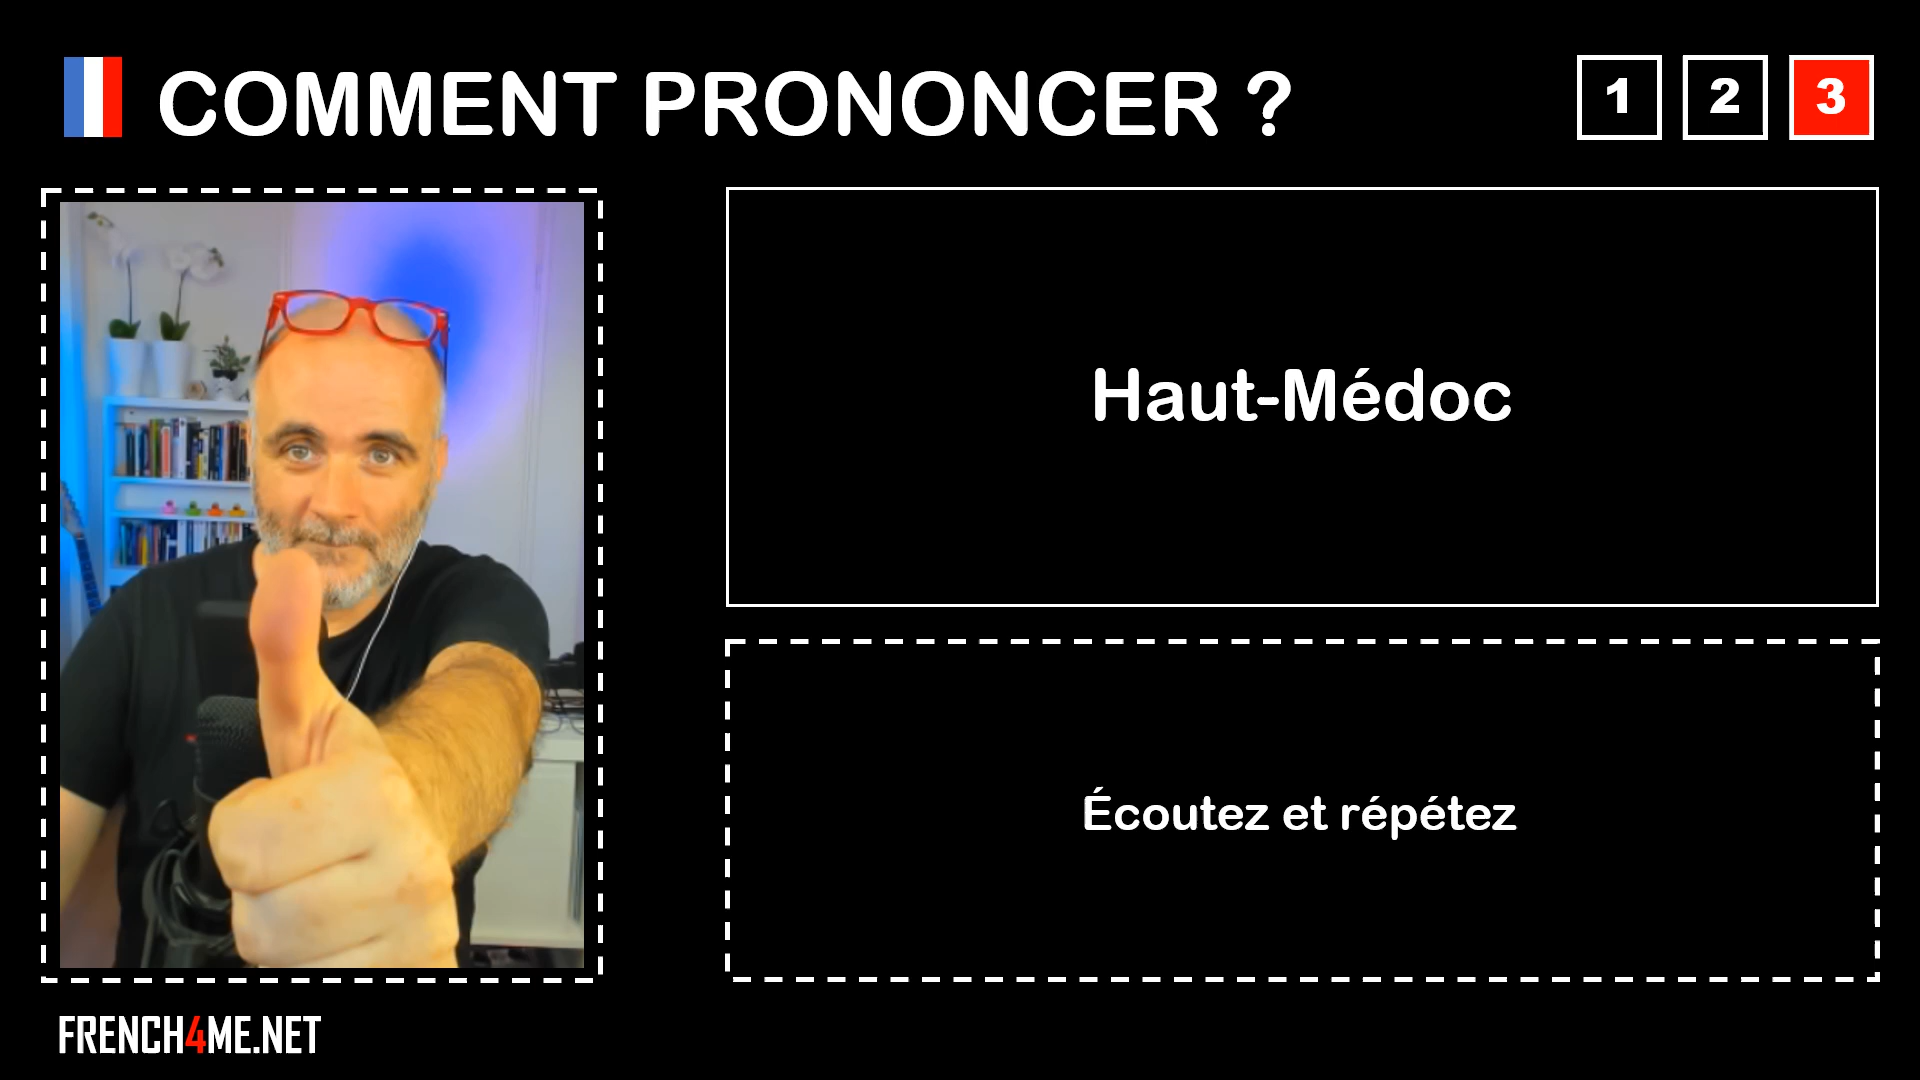 COMMENT PRONONCER ?
1 2 3
Haut-Médoc
Écoutez et répétez
FRENCH4ME.NET